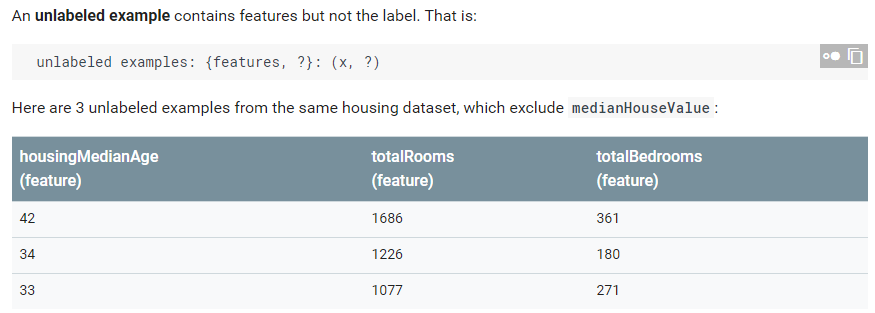 An unlabeled example contains features but not the label. That is:
unlabeled examples: {features, ?}: (x, ?)
Here are 3 unlabeled examples from the same housing dataset, which exclude medianHouseValue :
housingMedianAge totalRooms totalBedrooms
(feature) (feature) (feature)
42 1686 361
34 1226 180
33 1077 271